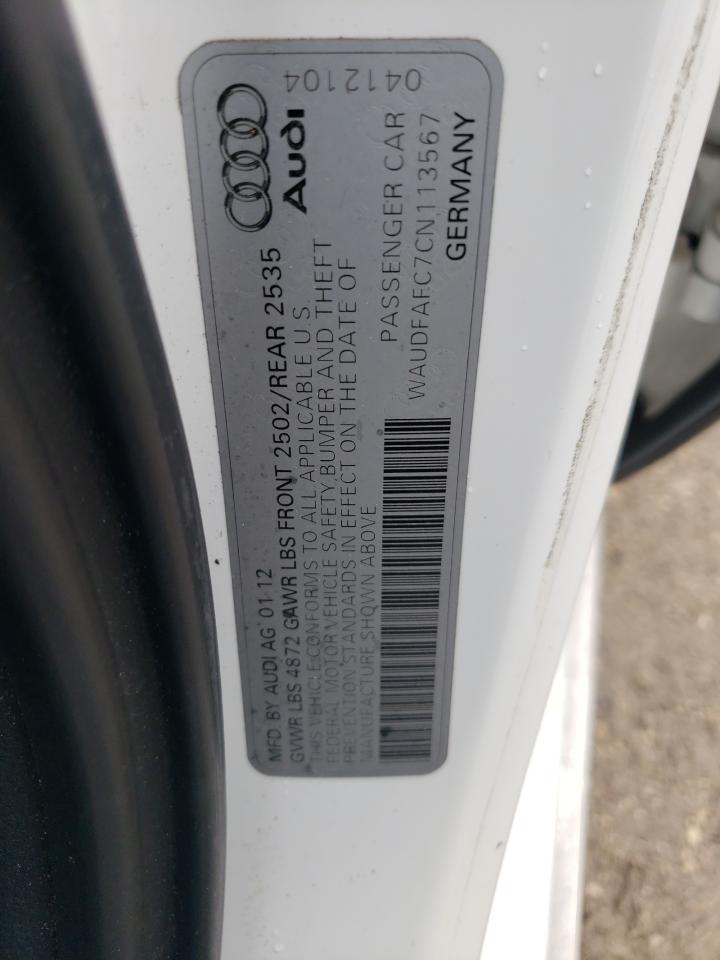 MFD BY AUDI AG 01 12
GVWR LBS 4872 GAWR LBS FRONT 2502/REAR 2535
THIS VEHICLE CONFORMS TO ALL APPLICABLE U.S.
FEDERAL MOTOR VEHICLE SAFETY, BUMPER AND THEFT
PREVENTION STANDARDS IN EFFECT ON THE DATE OF
MANUFACTURE SHOWN ABOVE
PASSENGER CAR
WAUDFAFC7CN113567
GERMANY
Audi
0412104